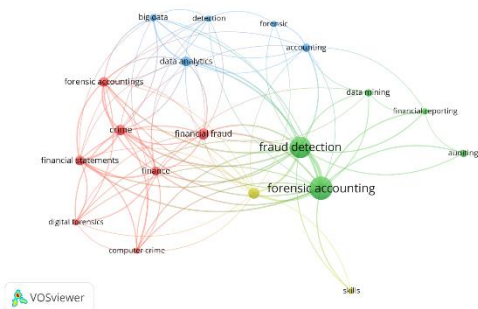 big data
detection
forensic
accounting
data analytics
forensic accountings
data mining
financial reporting
crime
financial fraud
fraud detection
auditing
financial statements
finance
forensic accounting
digital forensics
computer crime
skills
VOSviewer